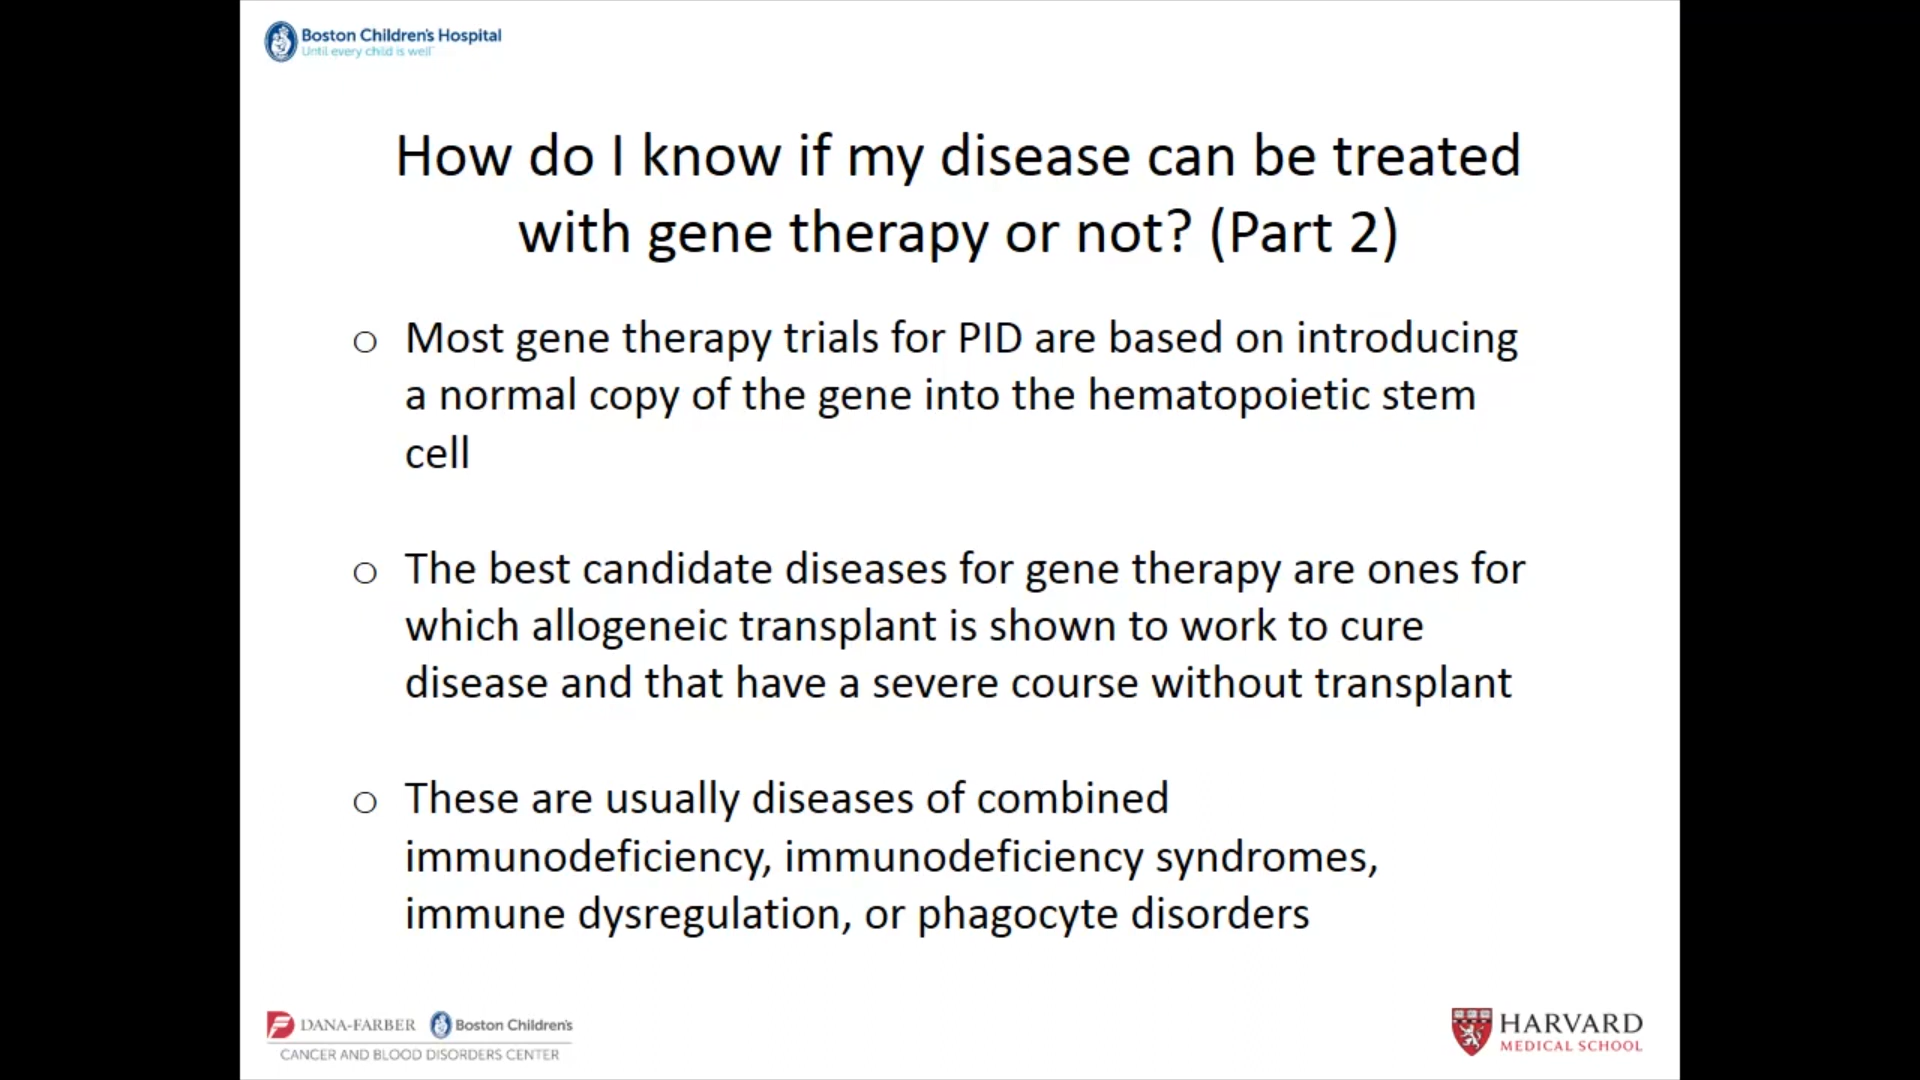 Boston Children's Hospital
Until every child is well™
How do I know if my disease can be treated
with gene therapy or not? (Part 2)
o Most gene therapy trials for PID are based on introducing
a normal copy of the gene into the hematopoietic stem
cell
o The best candidate diseases for gene therapy are ones for
which allogeneic transplant is shown to work to cure
disease and that have a severe course without transplant
o These are usually diseases of combined
immunodeficiency, immunodeficiency syndromes,
immune dysregulation, or phagocyte disorders
DANA-FARBER Boston Children's
CANCER AND BLOOD DISORDERS CENTER
HARVARD
MEDICAL SCHOOL